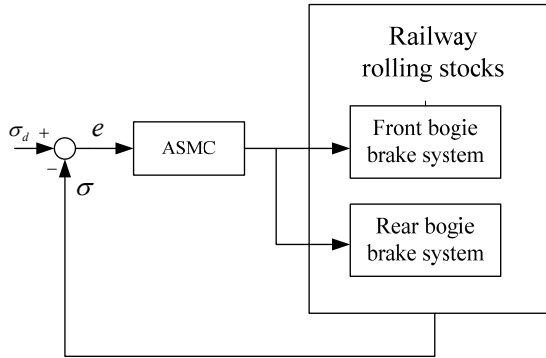 Railway
rolling stocks
σd + e
ASMC
Front bogie
brake system
− σ
Rear bogie
brake system